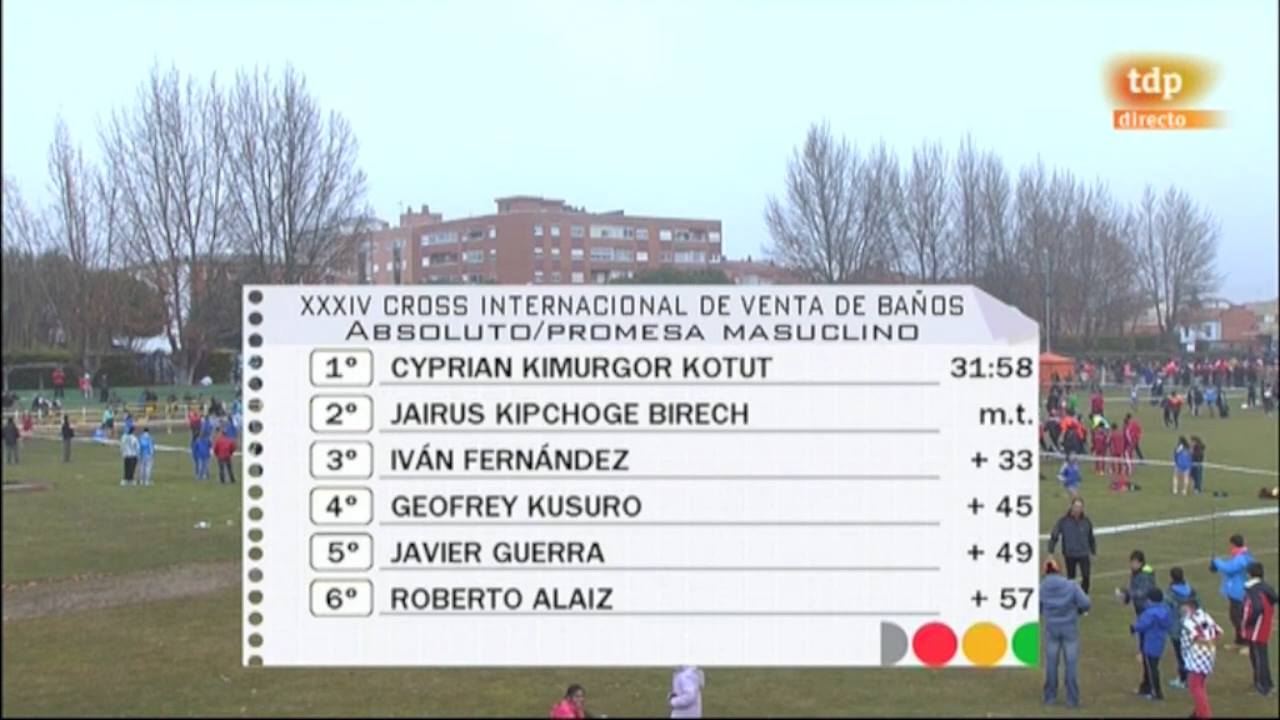 tdp
directo
XXXIV CROSS INTERNACIONAL DE VENTA DE BAÑOS
ABSOLUTO/PROMESA MASUCLINO
1º CYPRIAN KIMURGOR KOTUT 31:58
2º JAIRUS KIPCHOGE BIRECH m.t.
3º IVÁN FERNÁNDEZ + 33
4º GEOFREY KUSURO + 45
5º JAVIER GUERRA + 49
6º ROBERTO ALAIZ + 57